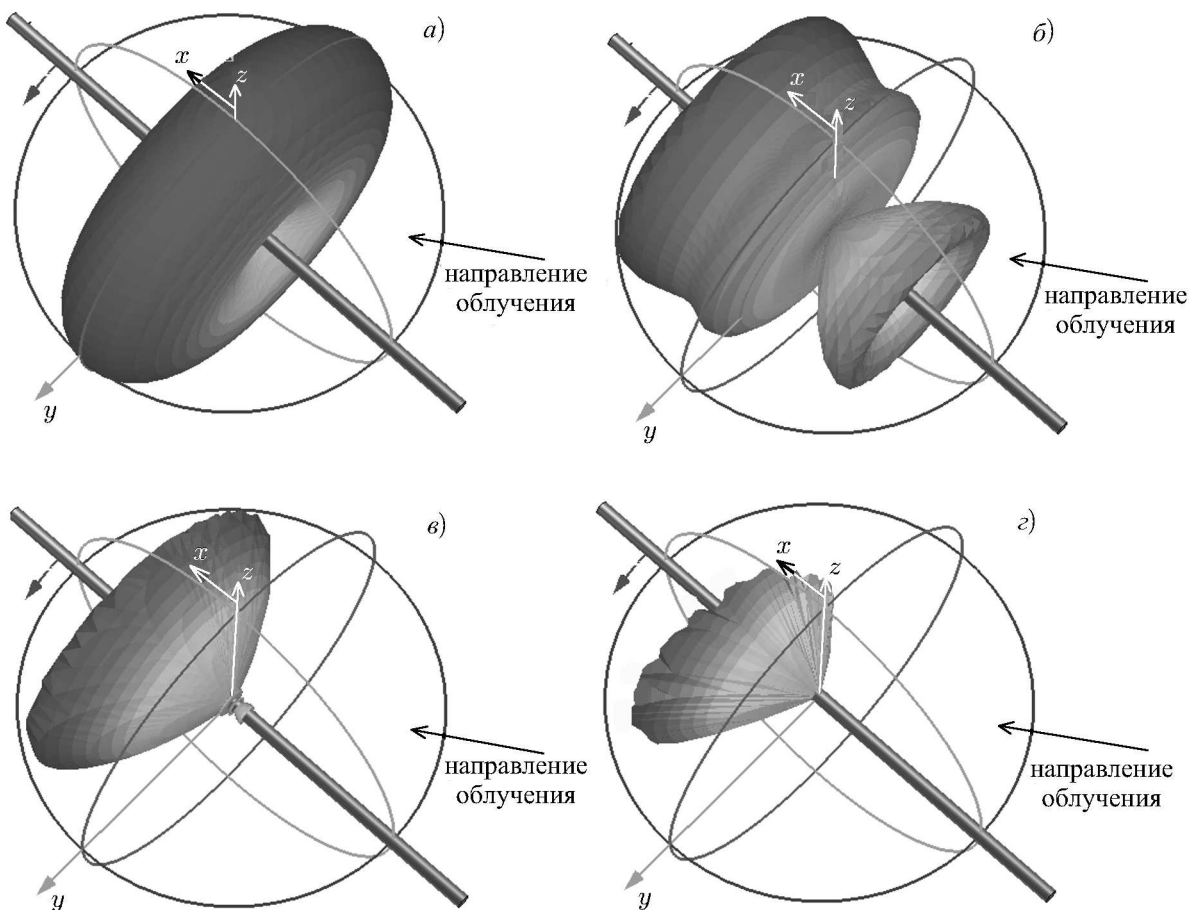 а)
x
z
направление
облучения
y
б)
x
z
направление
облучения
y
в)
x
z
направление
облучения
y
г)
x
z
направление
облучения
y